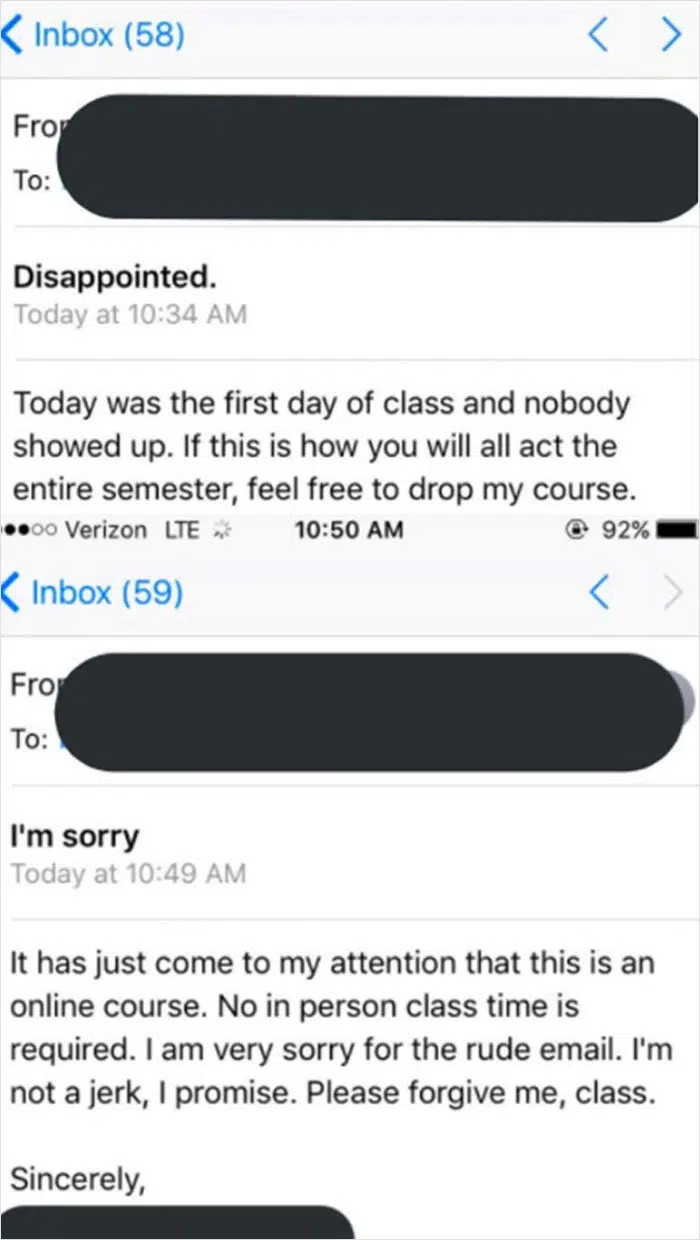 Inbox (58)
To:
Disappointed.
Today at 10:34 AM
Today was the first day of class and nobody
showed up. If this is how you will all act the
entire semester, feel free to drop my course.
Verizon LTE 10:50 AM 92%
Inbox (59)
To:
I'm sorry
Today at 10:49 AM
It has just come to my attention that this is an
online course. No in person class time is
required. I am very sorry for the rude email. I'm
not a jerk, I promise. Please forgive me, class.
Sincerely,